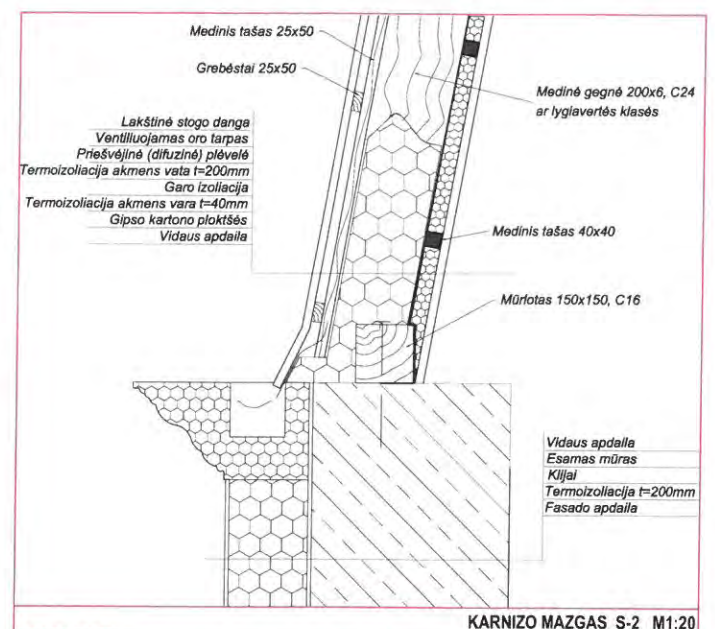 Medinis tašas 25x50
Grebėstai 25x50
Medinė gegnė 200x6, C24
ar lygiavertės klasės
Lakštinė stogo danga
Ventiliuojamas oro tarpas
Priešvėjinė (difuzinė) plėvelė
Termoizoliacija akmens vata t=200mm
Garo izoliacija
Termoizoliacija akmens vara t=40mm
Gipso kartono ploktšės
Vidaus apdaila
Medinis tašas 40x40
Mūrlotas 150x150, C16
Vidaus apdaila
Esamas mūras
Klijai
Termoizoliacija t=200mm
Fasado apdaila
KARNIZO MAZGAS S-2 M1:20